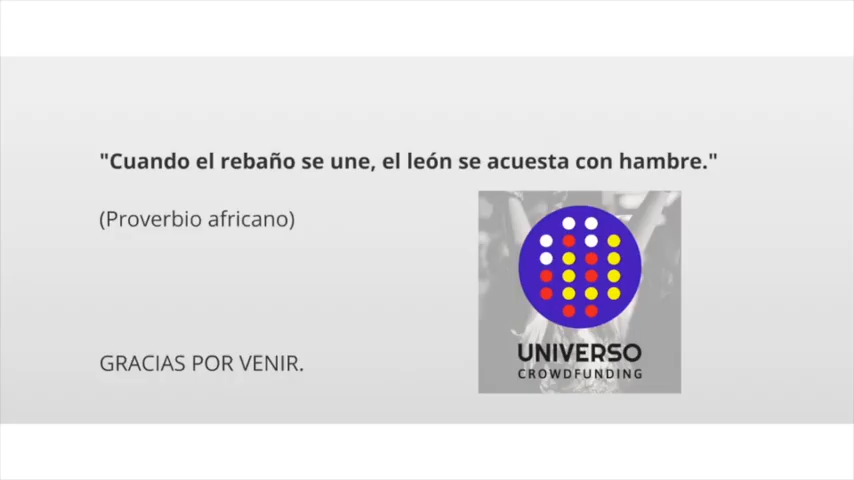 "Cuando el rebaño se une, el león se acuesta con hambre."
(Proverbio africano)
UNIVERSO
CROWDFUNDING
GRACIAS POR VENIR.